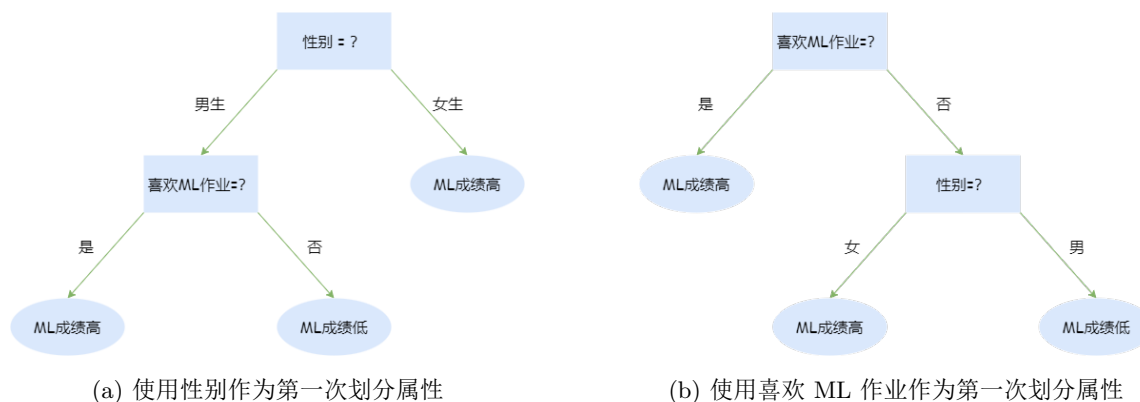 性别 = ?
男生
女生
喜欢ML作业=?
ML成绩高
是
否
ML成绩高
ML成绩低
(a) 使用性别作为第一次划分属性
喜欢ML作业=?
是
否
ML成绩高
性别=?
女
男
ML成绩高
ML成绩低
(b) 使用喜欢 ML 作业作为第一次划分属性